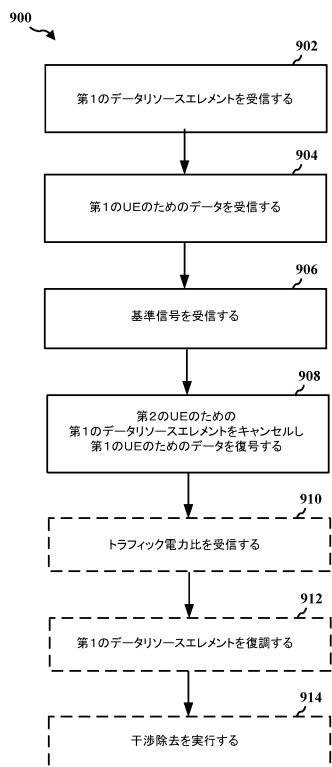 900
902
第1のデータリソースエレメントを受信する
904
第1のUEのためのデータを受信する
906
基準信号を受信する
908
第2のUEのための
第1のデータリソースエレメントをキャンセルし
第1のUEのためのデータを復号する
910
トラフィック電力比を受信する
912
第1のデータリソースエレメントを復調する
914
干渉除去を実行する